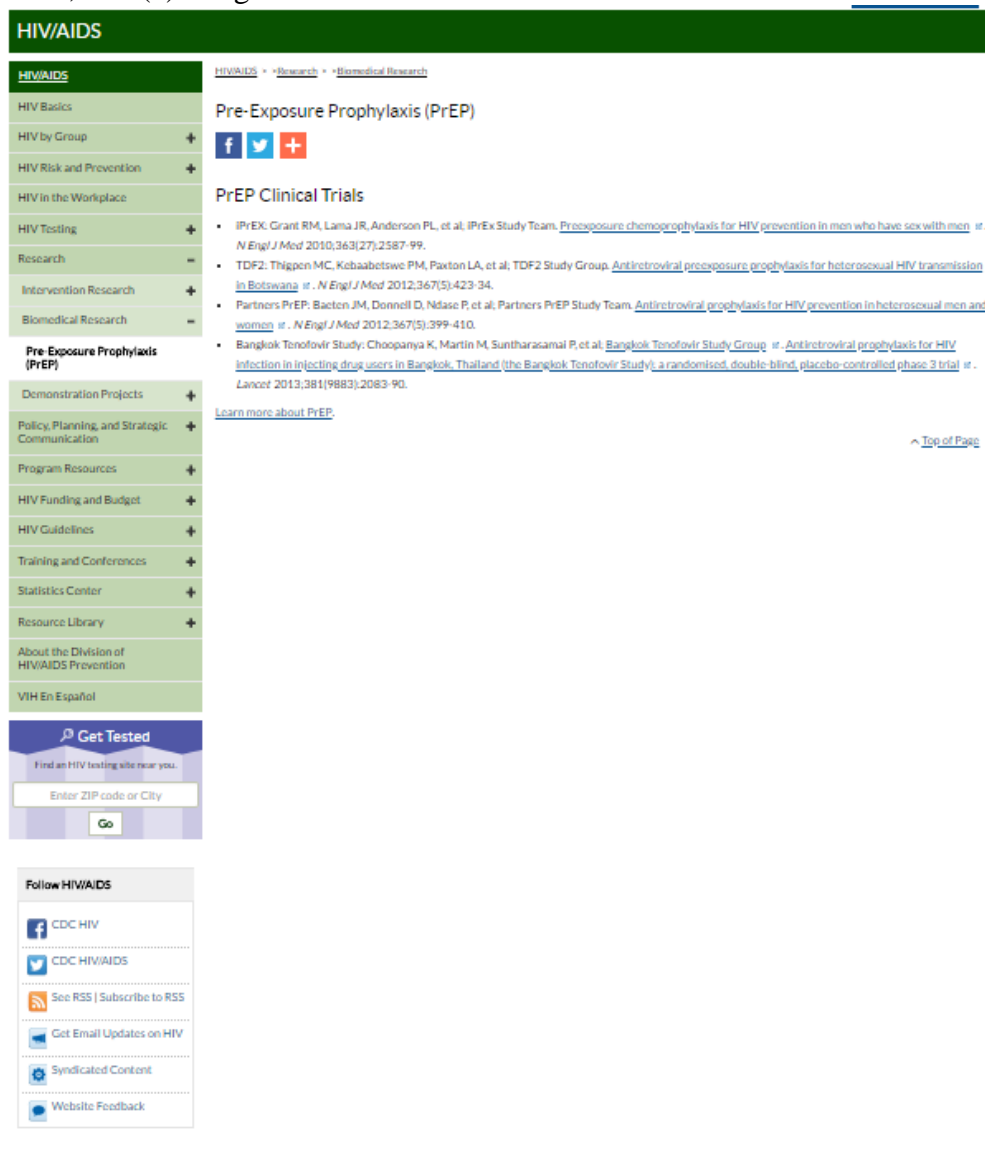 HIV/AIDS
HIV/AIDS
HIV Basics
HIV by Group +
HIV Risk and Prevention +
HIV in the Workplace
HIV Testing +
Research -
Intervention Research +
Biomedical Research -
Pre-Exposure Prophylaxis
(PrEP)
Demonstration Projects +
Policy, Planning, and Strategic +
Communication
Program Resources +
HIV Funding and Budget +
HIV Guidelines +
Training and Conferences +
Statistics Center +
Resource Library +
About the Division of
HIV/AIDS Prevention
VIH En Español
Get Tested
Find an HIV testing site near you.
Enter ZIP code or City
Go
Follow HIV/AIDS
CDC HIV
CDC HIV/AIDS
See RSS | Subscribe to RSS
Get Email Updates on HIV
Syndicated Content
Website Feedback
HIV/AIDS > >Research > >Biomedical Research
Pre-Exposure Prophylaxis (PrEP)
PrEP Clinical Trials
• iPrEX: Grant RM, Lama JR, Anderson PL, et al; iPrEx Study Team. Preexposure chemoprophylaxis for HIV prevention in men who have sex with men .
N Engl J Med 2010;363(27):2587-99.
• TDF2: Thigpen MC, Kebaabetswe PM, Paxton LA, et al; TDF2 Study Group. Antiretroviral preexposure prophylaxis for heterosexual HIV transmission
in Botswana . N Engl J Med 2012;367(5):423-34.
• Partners PrEP: Baeten JM, Donnell D, Ndase P, et al; Partners PrEP Study Team. Antiretroviral prophylaxis for HIV prevention in heterosexual men and
women . N Engl J Med 2012;367(5):399-410.
• Bangkok Tenofovir Study: Choopanya K, Martin M, Suntharasamai P, et al; Bangkok Tenofovir Study Group . Antiretroviral prophylaxis for HIV
infection in injecting drug users in Bangkok, Thailand (the Bangkok Tenofovir Study): a randomised, double-blind, placebo-controlled phase 3 trial .
Lancet 2013;381(9883):2083-90.
Learn more about PrEP.
Top of Page